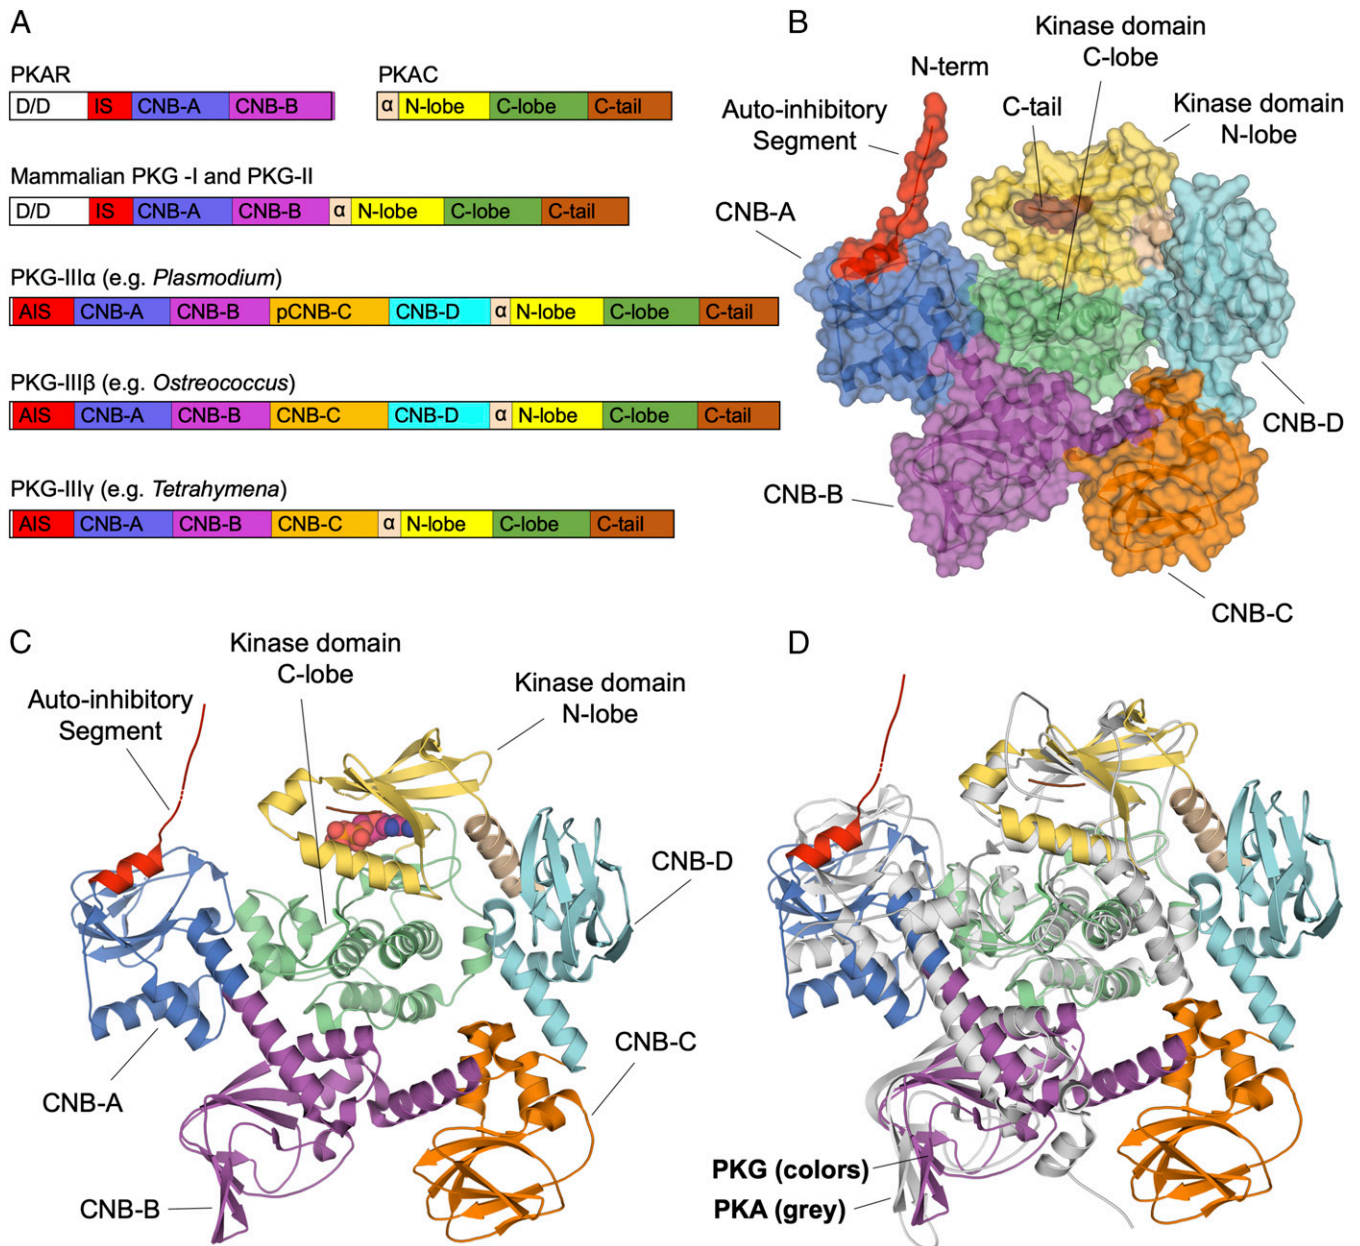 A
PKAR
D/D IS CNB-A CNB-B
PKAC
α N-lobe C-lobe C-tail
Mammalian PKG -I and PKG-II
D/D IS CNB-A CNB-B α N-lobe C-lobe C-tail
PKG-IIIα (e.g. Plasmodium)
AIS CNB-A CNB-B pCNB-C CNB-D α N-lobe C-lobe C-tail
PKG-IIIβ (e.g. Ostreococcus)
AIS CNB-A CNB-B CNB-C CNB-D α N-lobe C-lobe C-tail
PKG-IIIγ (e.g. Tetrahymena)
AIS CNB-A CNB-B CNB-C α N-lobe C-lobe C-tail
B
Kinase domain
C-lobe
N-term
Auto-inhibitory
Segment
C-tail
Kinase domain
N-lobe
CNB-A
CNB-D
CNB-B
CNB-C
C
Kinase domain
C-lobe
Auto-inhibitory
Segment
Kinase domain
N-lobe
CNB-D
CNB-C
CNB-A
CNB-B
D
PKG (colors)
PKA (grey)